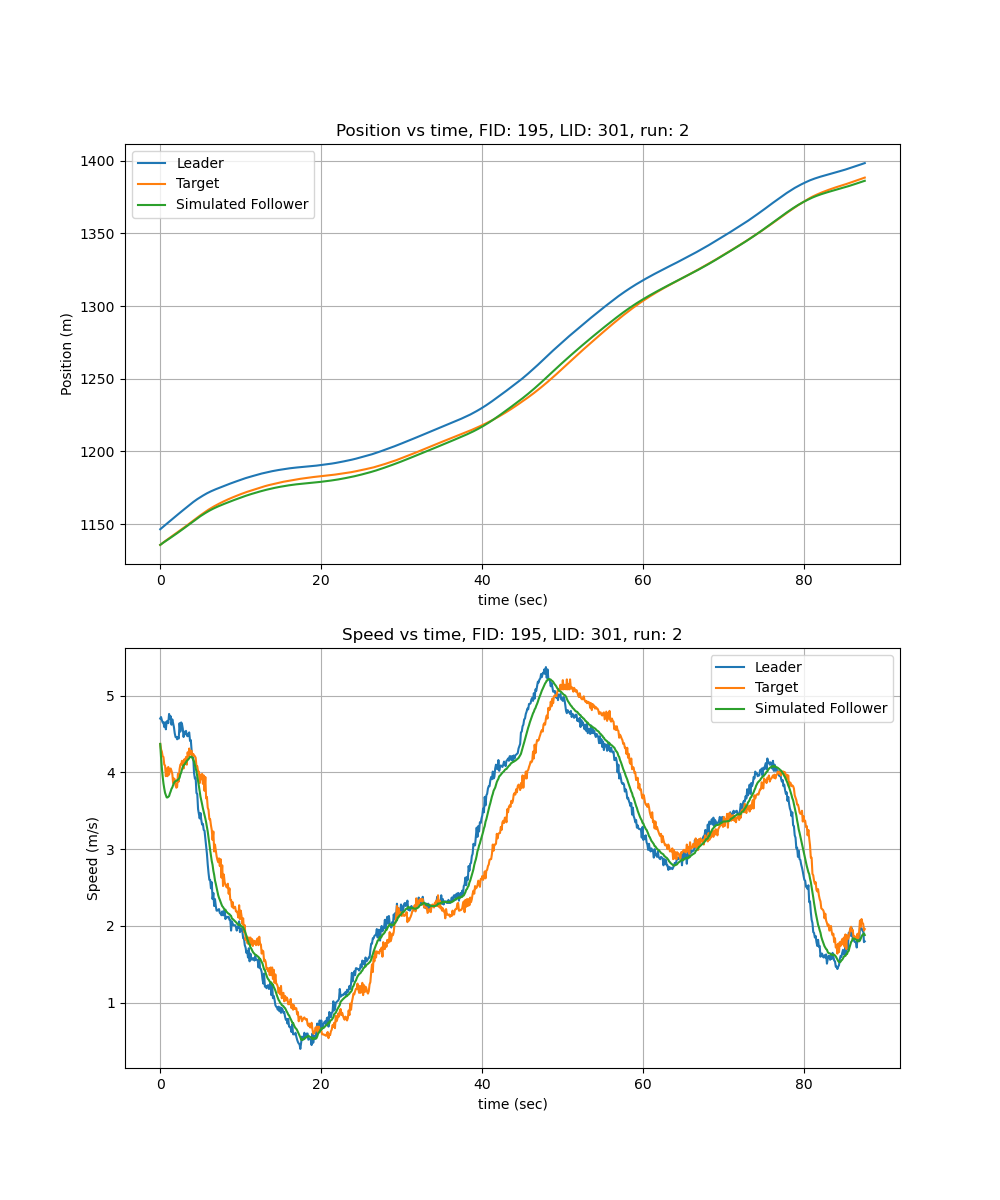 Position vs time, FID: 195, LID: 301, run: 2
Leader
Target
Simulated Follower
Position (m)
1400
1350
1300
1250
1200
1150
0 20 40 60 80
time (sec)
Speed vs time, FID: 195, LID: 301, run: 2
Leader
Target
Simulated Follower
Speed (m/s)
5
4
3
2
1
0 20 40 60 80
time (sec)